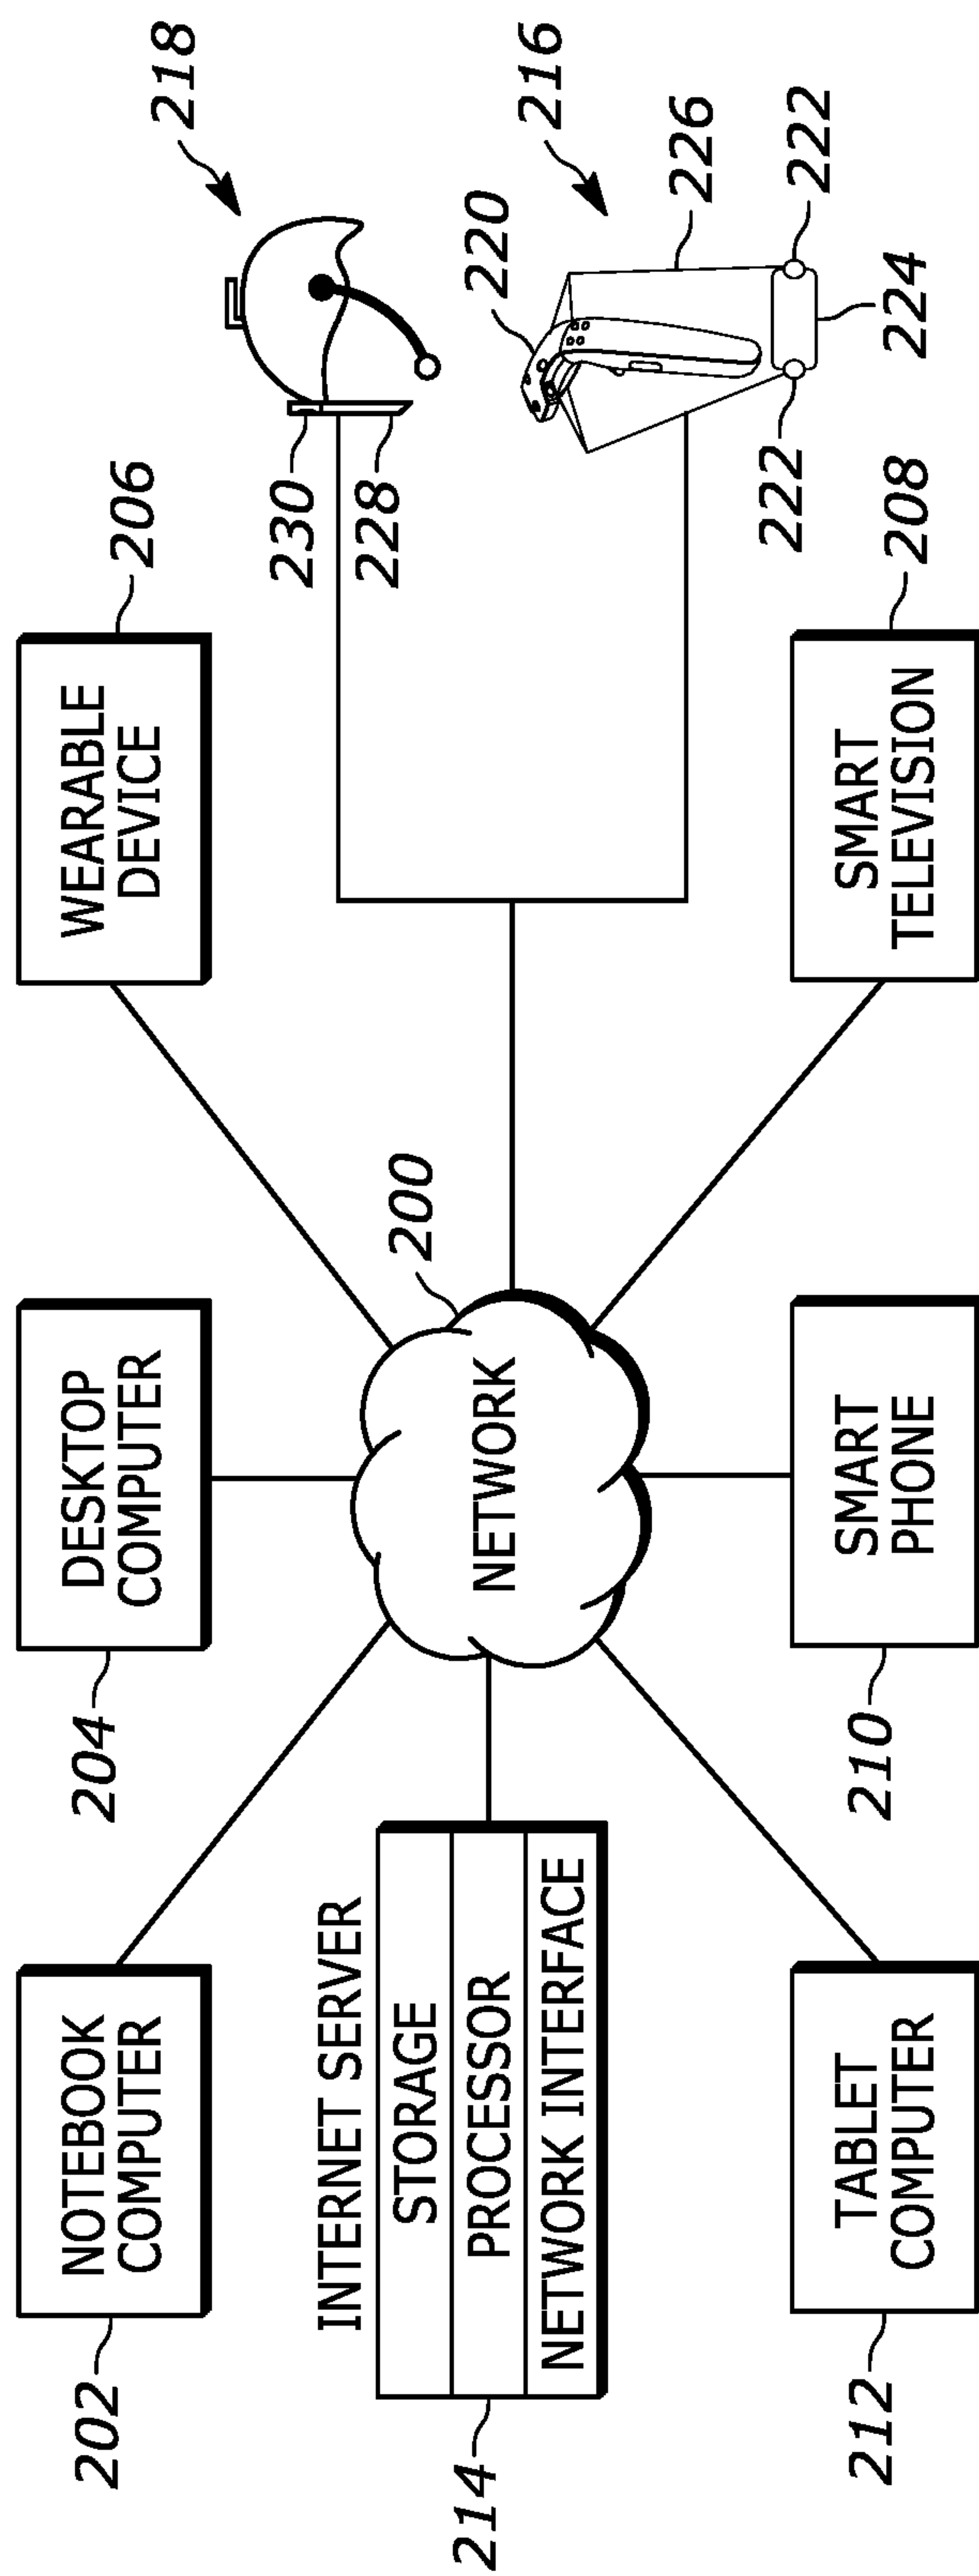 202
NOTEBOOK
COMPUTER
204
DESKTOP
COMPUTER
WEARABLE
DEVICE
206
218
230
228
214
INTERNET SERVER
STORAGE
PROCESSOR
NETWORK INTERFACE
NETWORK
200
216
220
226
222
222
224
212
TABLET
COMPUTER
210
SMART
PHONE
SMART
TELEVISION
208